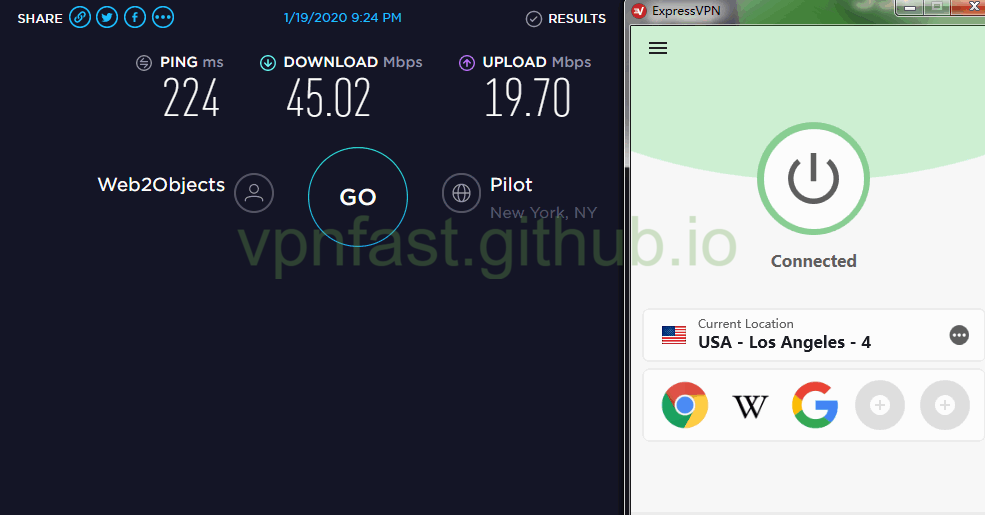 SHARE
1/19/2020 9:24 PM
RESULTS
PING ms
DOWNLOAD Mbps
UPLOAD Mbps
224
45.02
19.70
Web2Objects
GO
Pilot
New York, NY
vpnfast.github.io
ExpressVPN
Connected
Current Location
USA - Los Angeles - 4
W